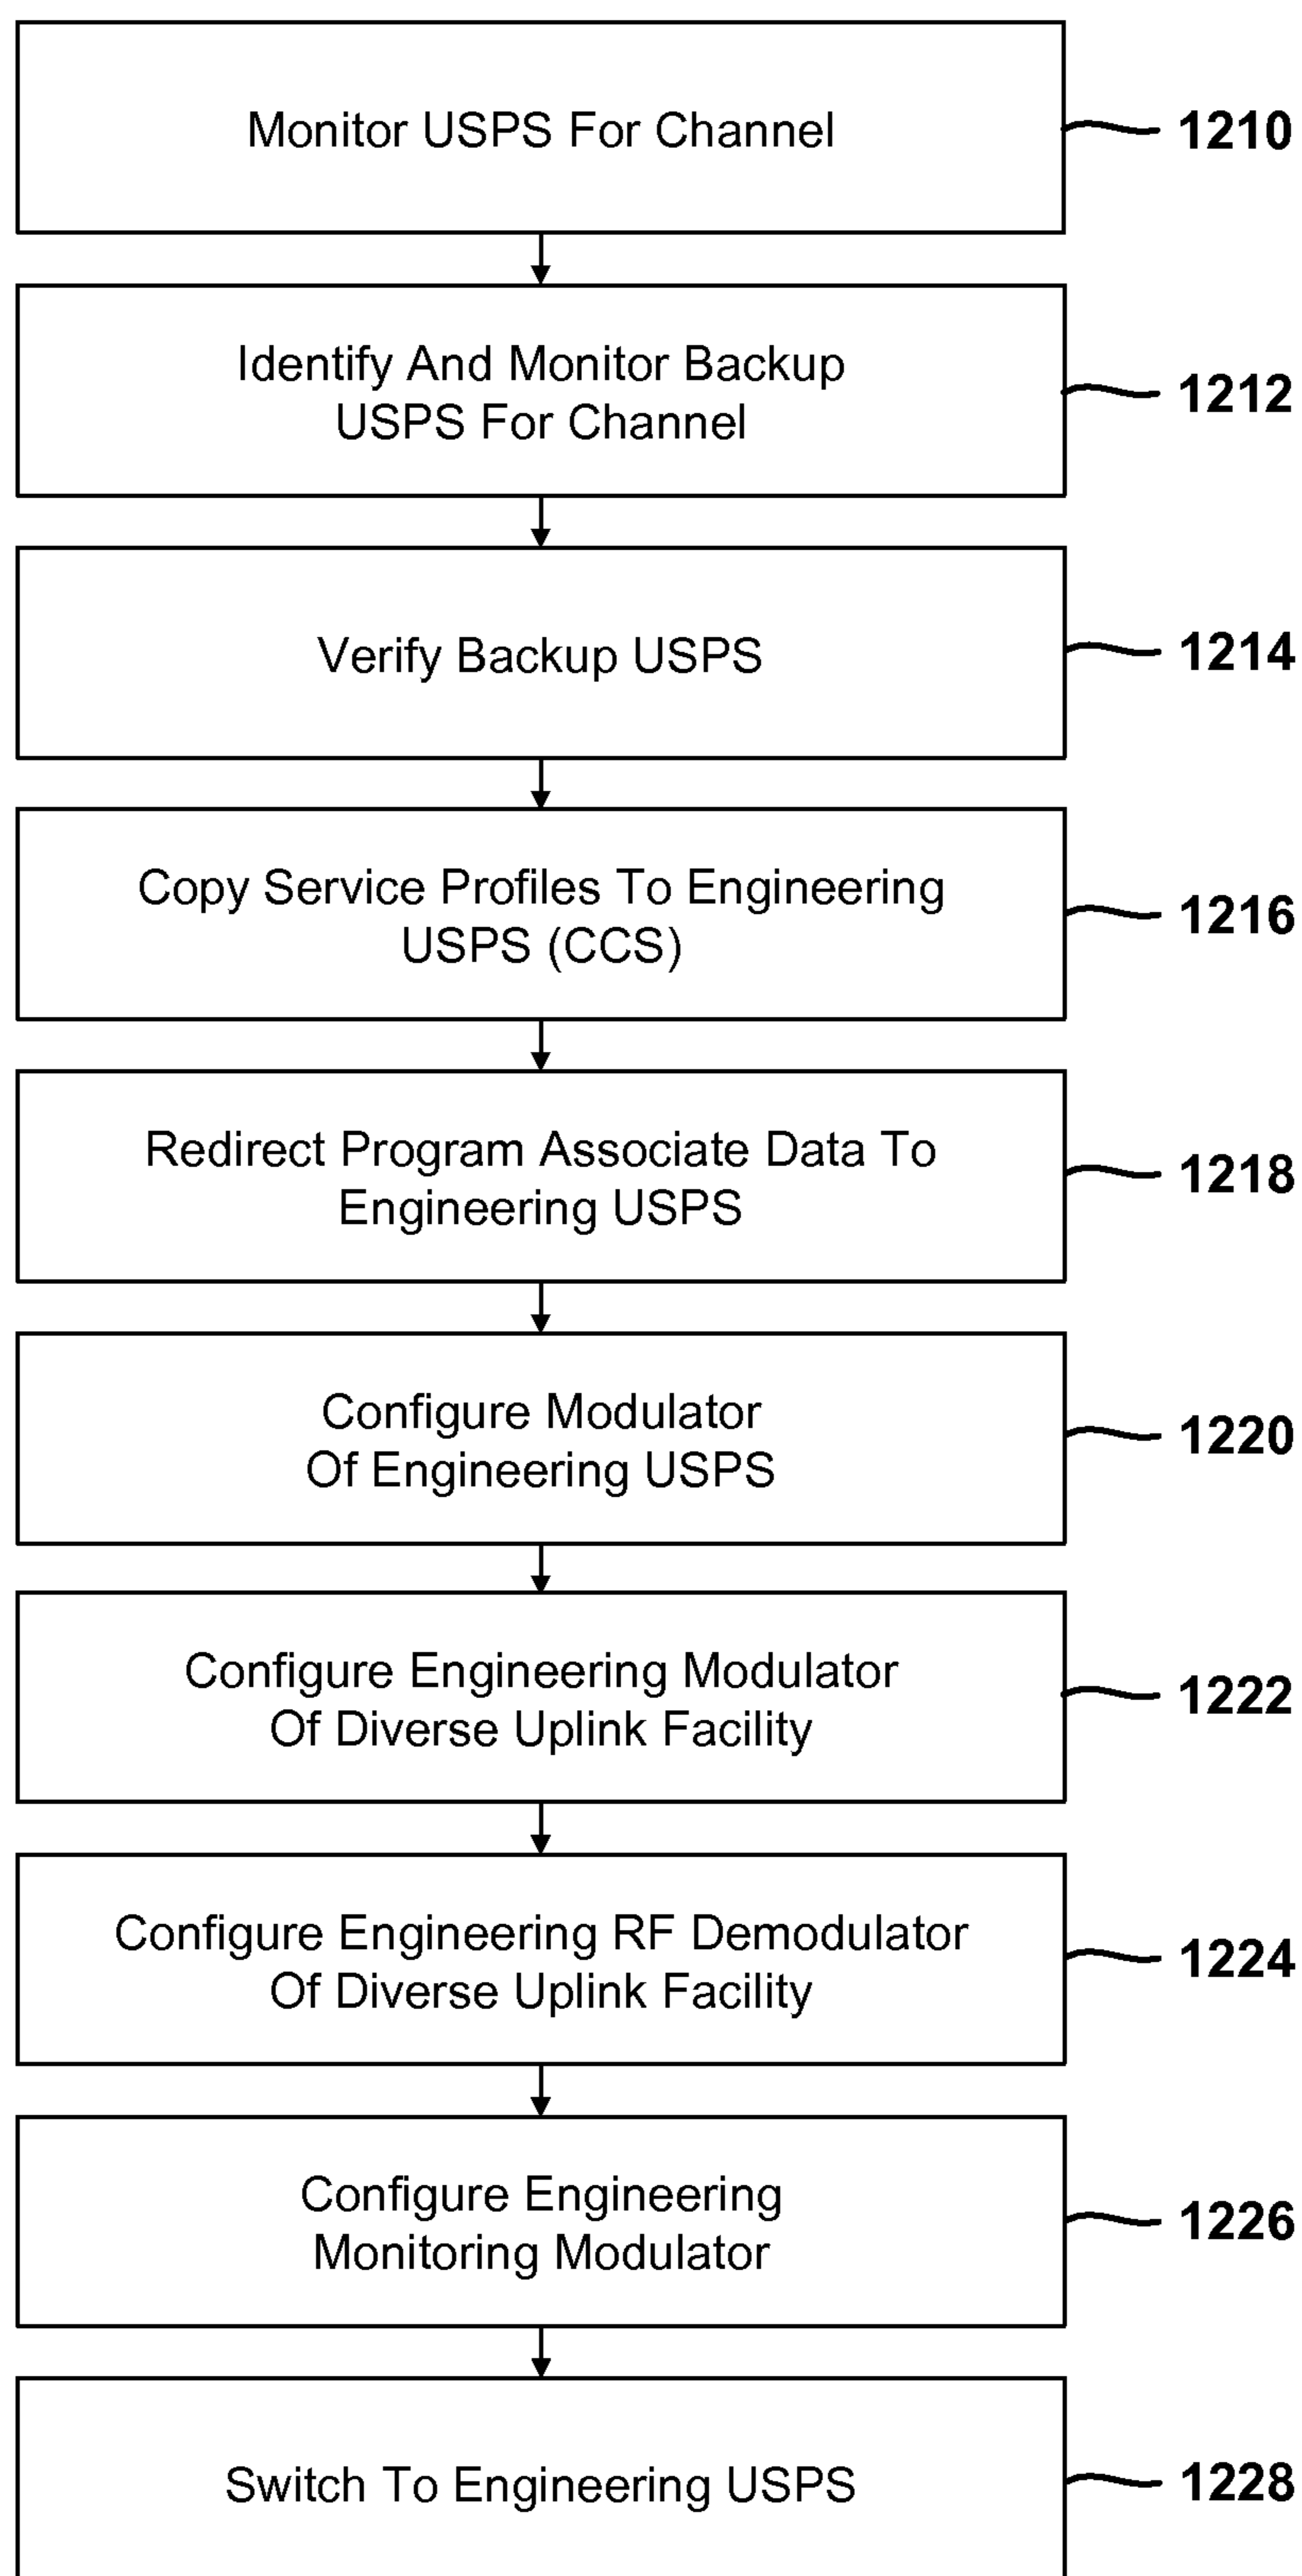 Monitor USPS For Channel
1210
Identify And Monitor Backup
USPS For Channel
1212
Verify Backup USPS
1214
Copy Service Profiles To Engineering
USPS (CCS)
1216
Redirect Program Associate Data To
Engineering USPS
1218
Configure Modulator
Of Engineering USPS
1220
Configure Engineering Modulator
Of Diverse Uplink Facility
1222
Configure Engineering RF Demodulator
Of Diverse Uplink Facility
1224
Configure Engineering
Monitoring Modulator
1226
Switch To Engineering USPS
1228